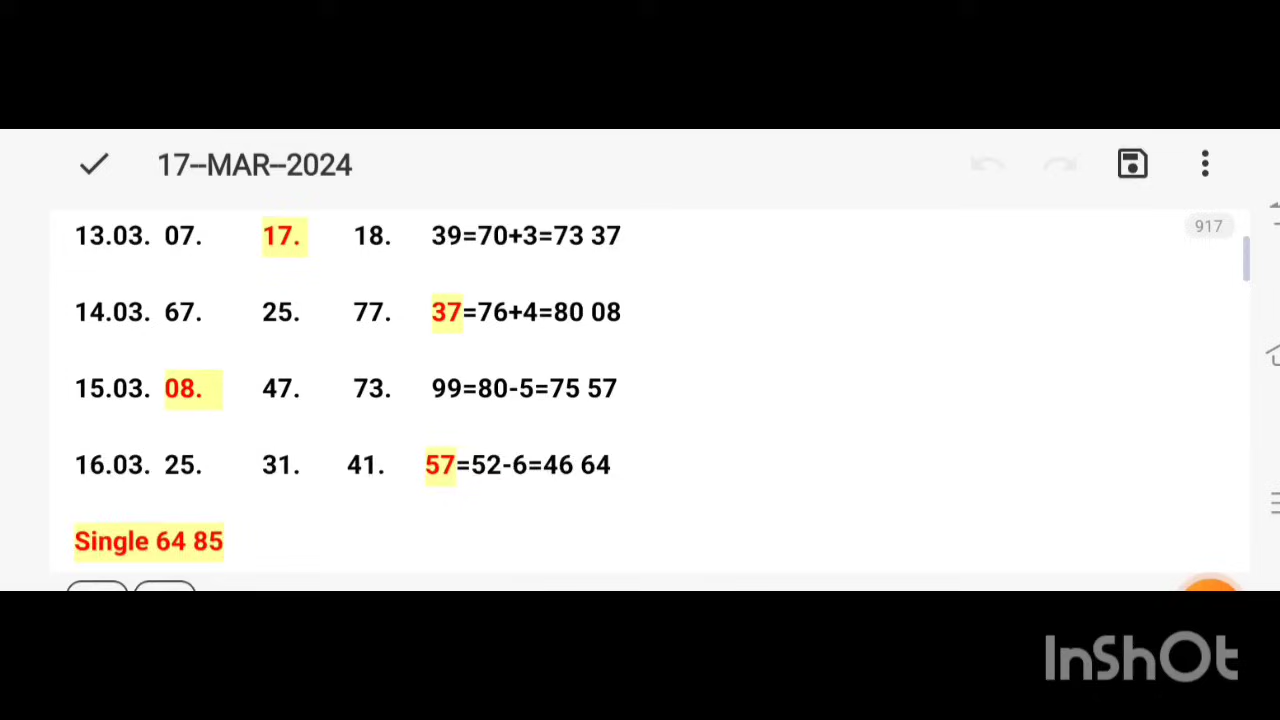 17--MAR--2024
917
13.03. 07. 17. 18. 39=70+3=73 37
14.03. 67. 25. 77. 37=76+4=80 08
15.03. 08. 47. 73. 99=80-5=75 57
16.03. 25. 31. 41. 57=52-6=46 64
Single 64 85
InShOt